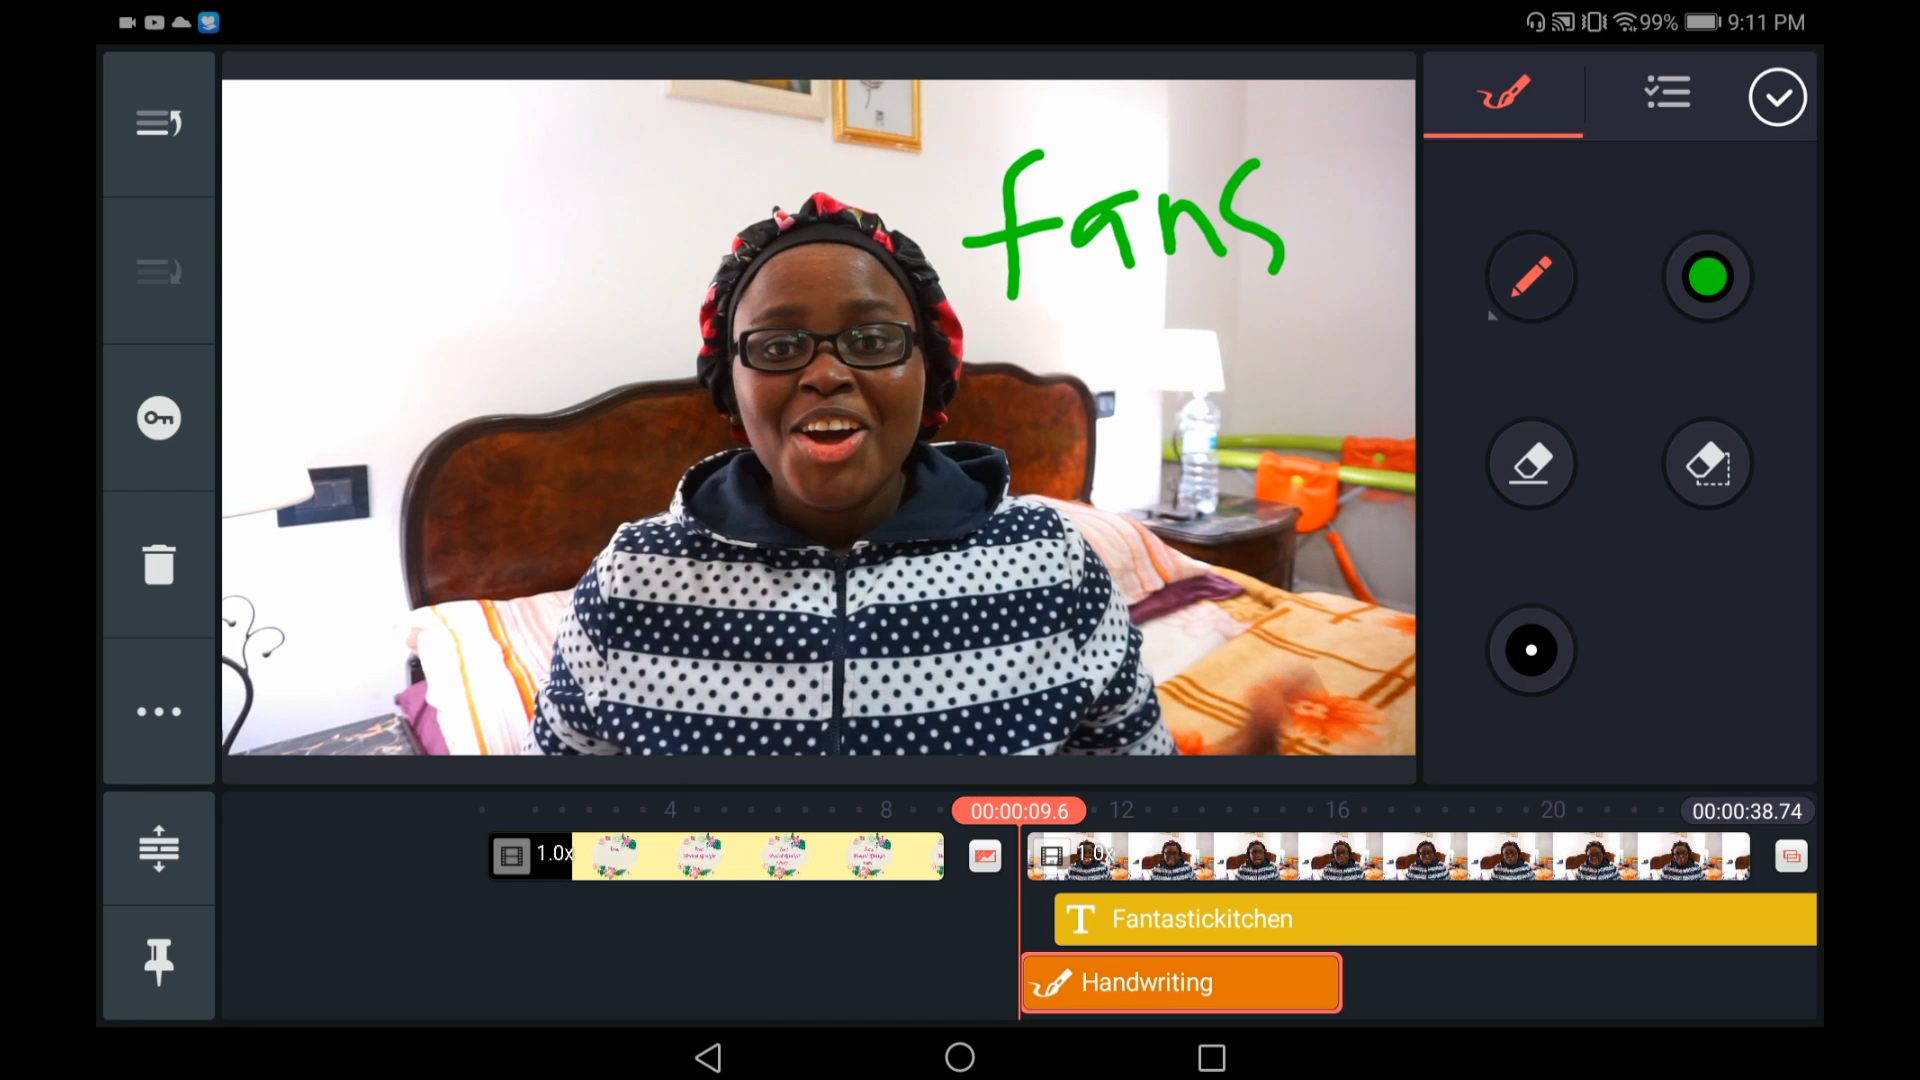 99% 9:11 PM
fans
4 8 00:00:09.6 12 16 20 00:00:38.74
1.0x 1.0x
Fantastickitchen
Handwriting